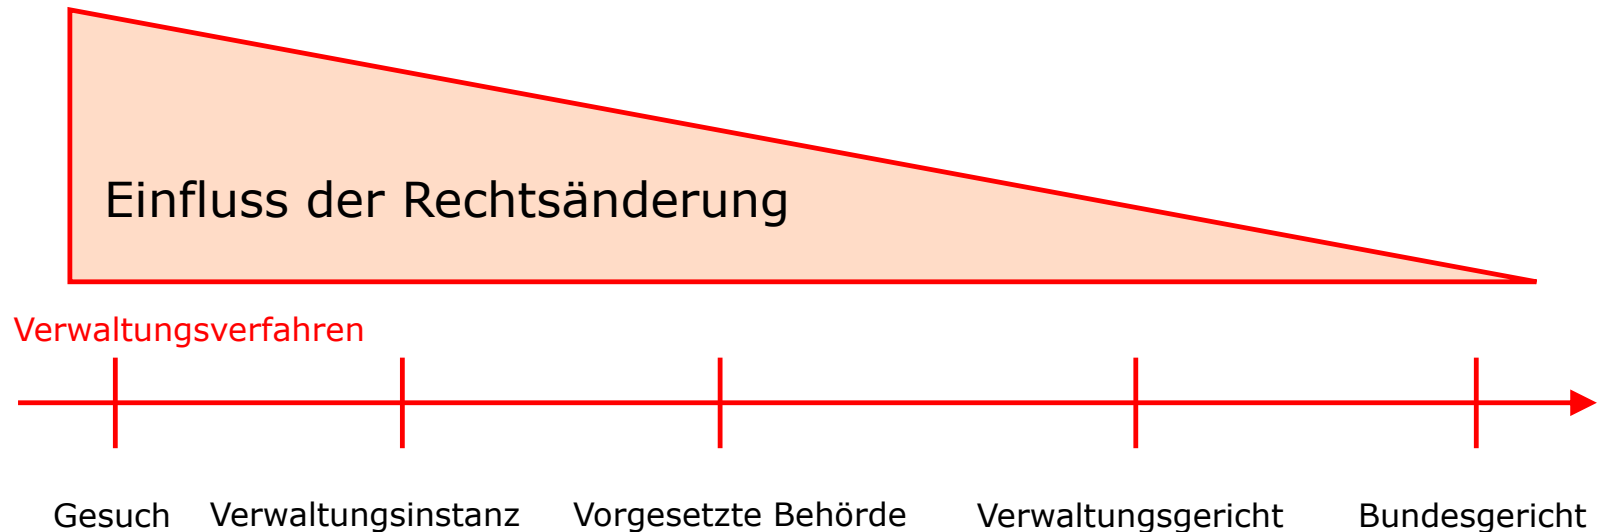 Einfluss der Rechtsänderung
Verwaltungsverfahren
Gesuch Verwaltungsinstanz Vorgesetzte Behörde Verwaltungsgericht Bundesgericht